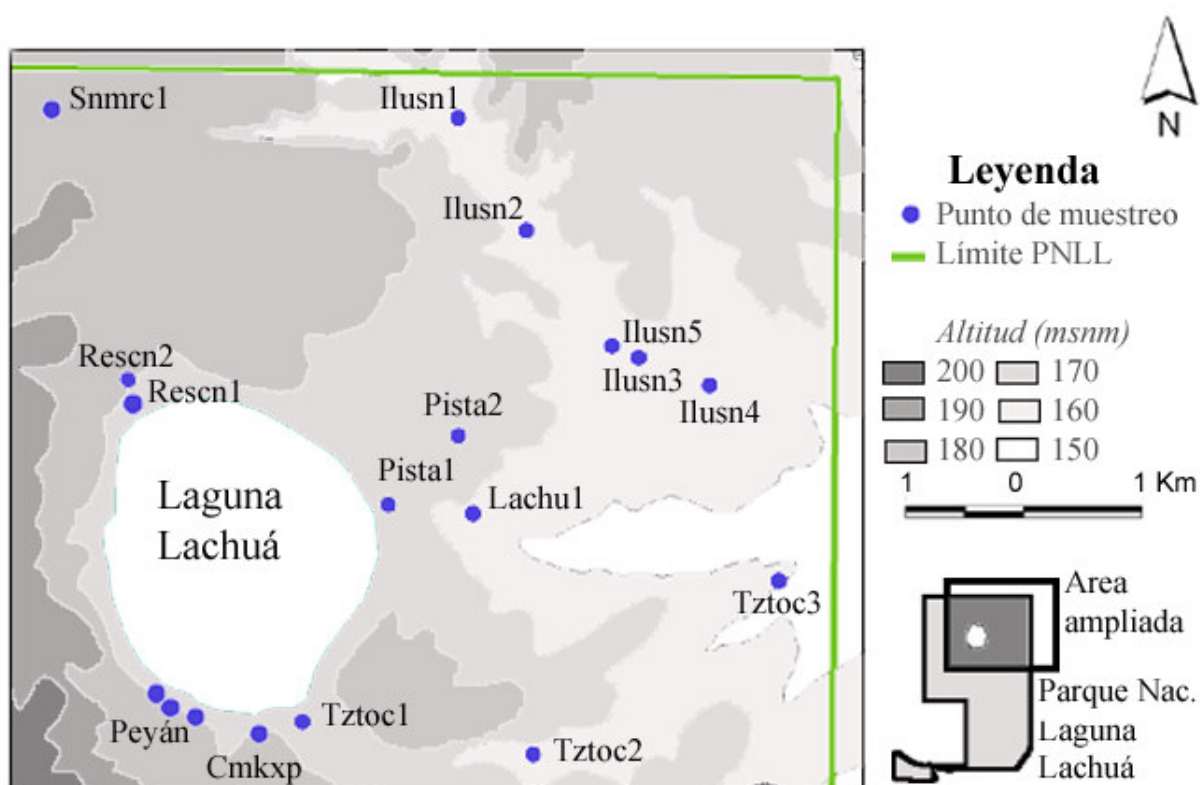 Snmrc1
Ilusn1
N
Leyenda
Punto de muestreo
Límite PNLL
Ilusn2
Altitud (msnm)
200 170
190 160
180 150
1 0 1 Km
Ilusn5
Ilusn3
Ilusn4
Rescn2
Rescn1
Pista2
Pista1
Lachu1
Laguna
Lachuá
Tztoc3
Area
ampliada
Parque Nac.
Laguna
Lachuá
Peyán
Tztoc1
Cmkxp
Tztoc2